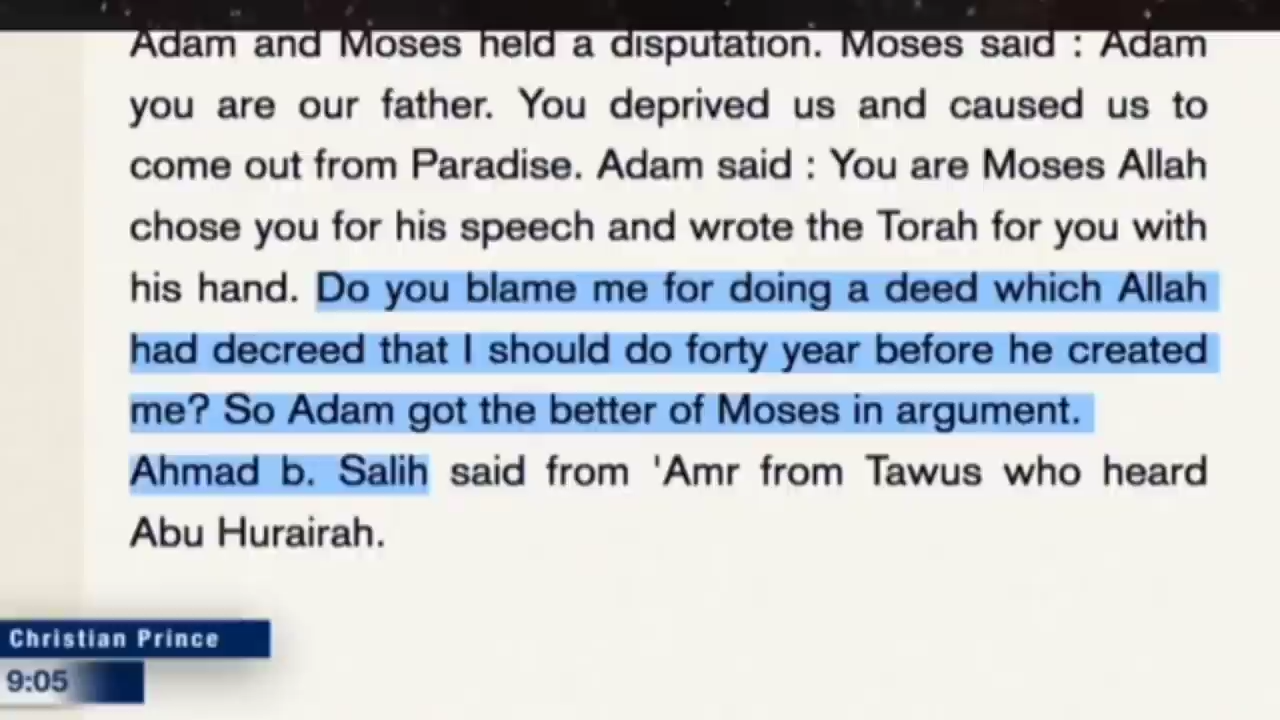 Adam and Moses held a disputation. Moses said : Adam
you are our father. You deprived us and caused us to
come out from Paradise. Adam said : You are Moses Allah
chose you for his speech and wrote the Torah for you with
his hand. Do you blame me for doing a deed which Allah
had decreed that I should do forty year before he created
me? So Adam got the better of Moses in argument.
Ahmad b. Salih said from 'Amr from Tawus who heard
Abu Hurairah.
Christian Prince
9:05